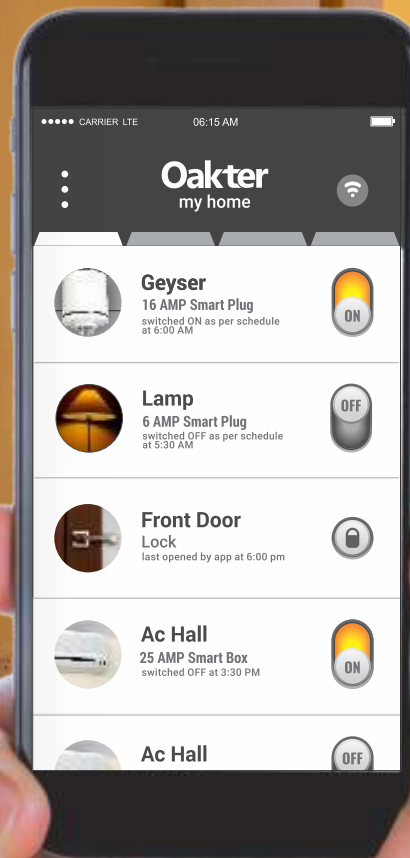 CARRIER LTE 06:15 AM
Oakter
my home
Geyser
16 AMP Smart Plug
switched ON as per schedule
at 6:00 AM
ON
Lamp
6 AMP Smart Plug
switched OFF as per schedule
at 5:30 AM
OFF
Front Door
Lock
last opened by app at 6:00 pm
Ac Hall
25 AMP Smart Box
switched OFF at 3:30 PM
ON
Ac Hall
OFF